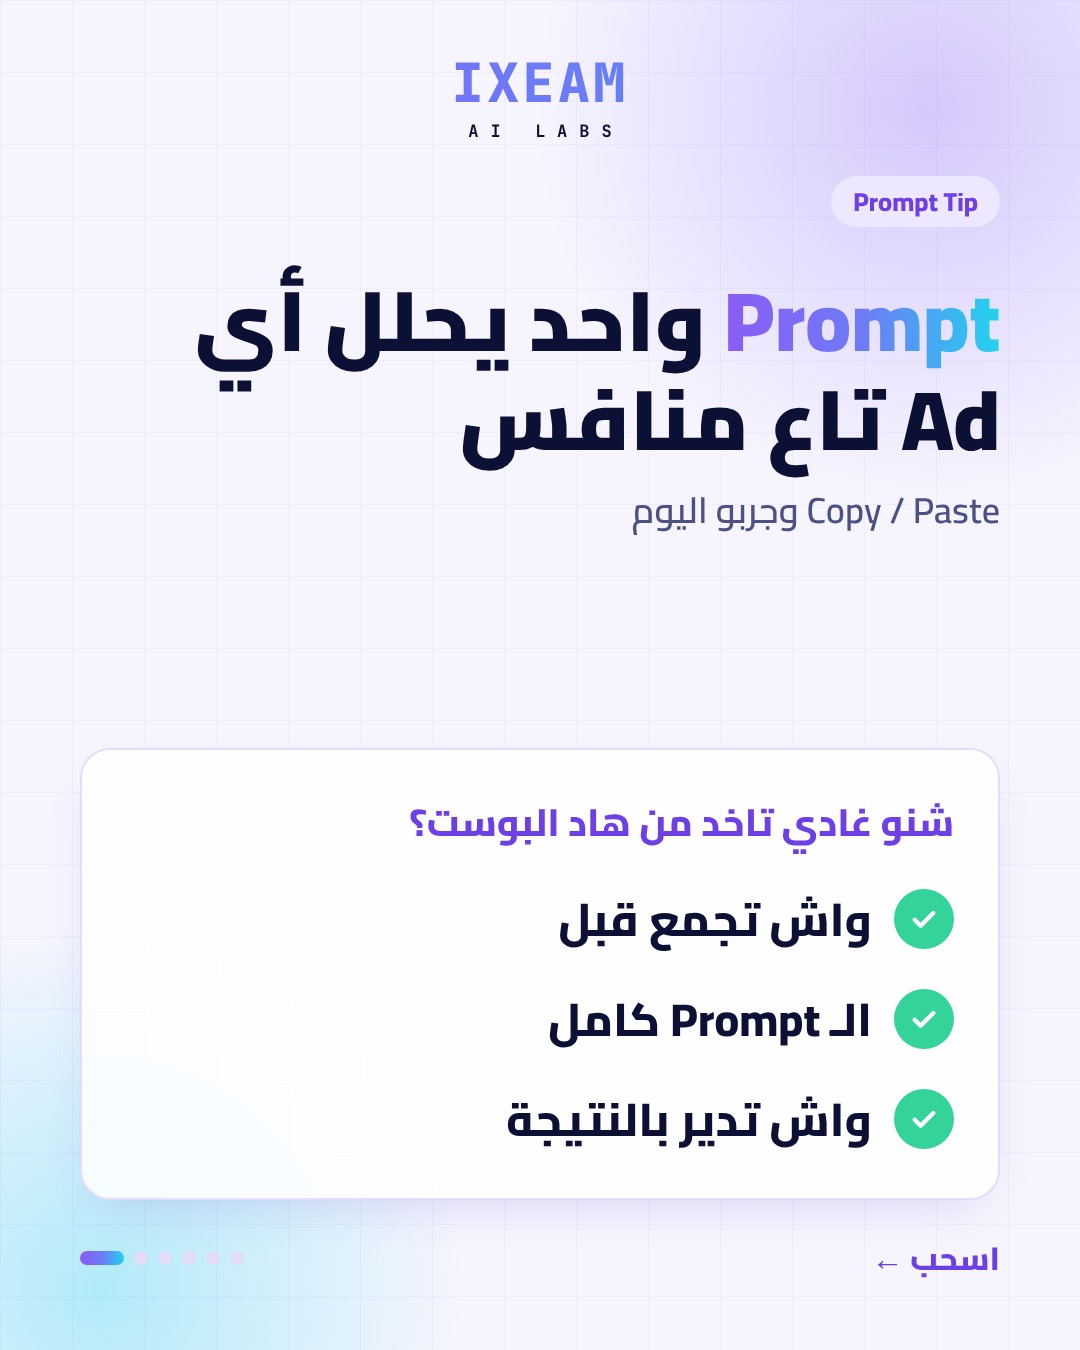 IXEAM
AI LABS
Prompt Tip
Prompt واحد يحلل أي
Ad تاع منافس
Copy / Paste وجربو اليوم
شنو غادي تاخد من هاد البوست؟
واش تجمع قبل
الـ Prompt كامل
واش تدير بالنتيجة
اسحب ←